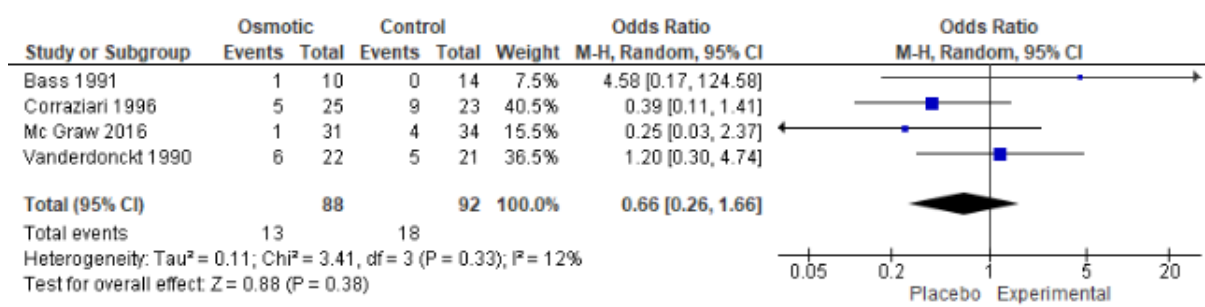 Osmotic Control Odds Ratio Odds Ratio
Study or Subgroup Events Total Events Total Weight M-H, Random, 95% CI M-H, Random, 95% CI
Bass 1991 1 10 0 14 7.5% 4.58 [0.17, 124.58]
Corraziari 1996 5 25 9 23 40.5% 0.39 [0.11, 1.41]
Mc Graw 2016 1 31 4 34 15.5% 0.25 [0.03, 2.37]
Vanderdonckt 1990 6 22 5 21 36.5% 1.20 [0.30, 4.74]
Total (95% CI) 88 92 100.0% 0.66 [0.26, 1.66]
Total events 13 18
Heterogeneity: Tau² = 0.11; Chi² = 3.41, df = 3 (P = 0.33); I² = 12%
Test for overall effect: Z = 0.88 (P = 0.38)
0.05 0.2 1 5 20
Placebo Experimental